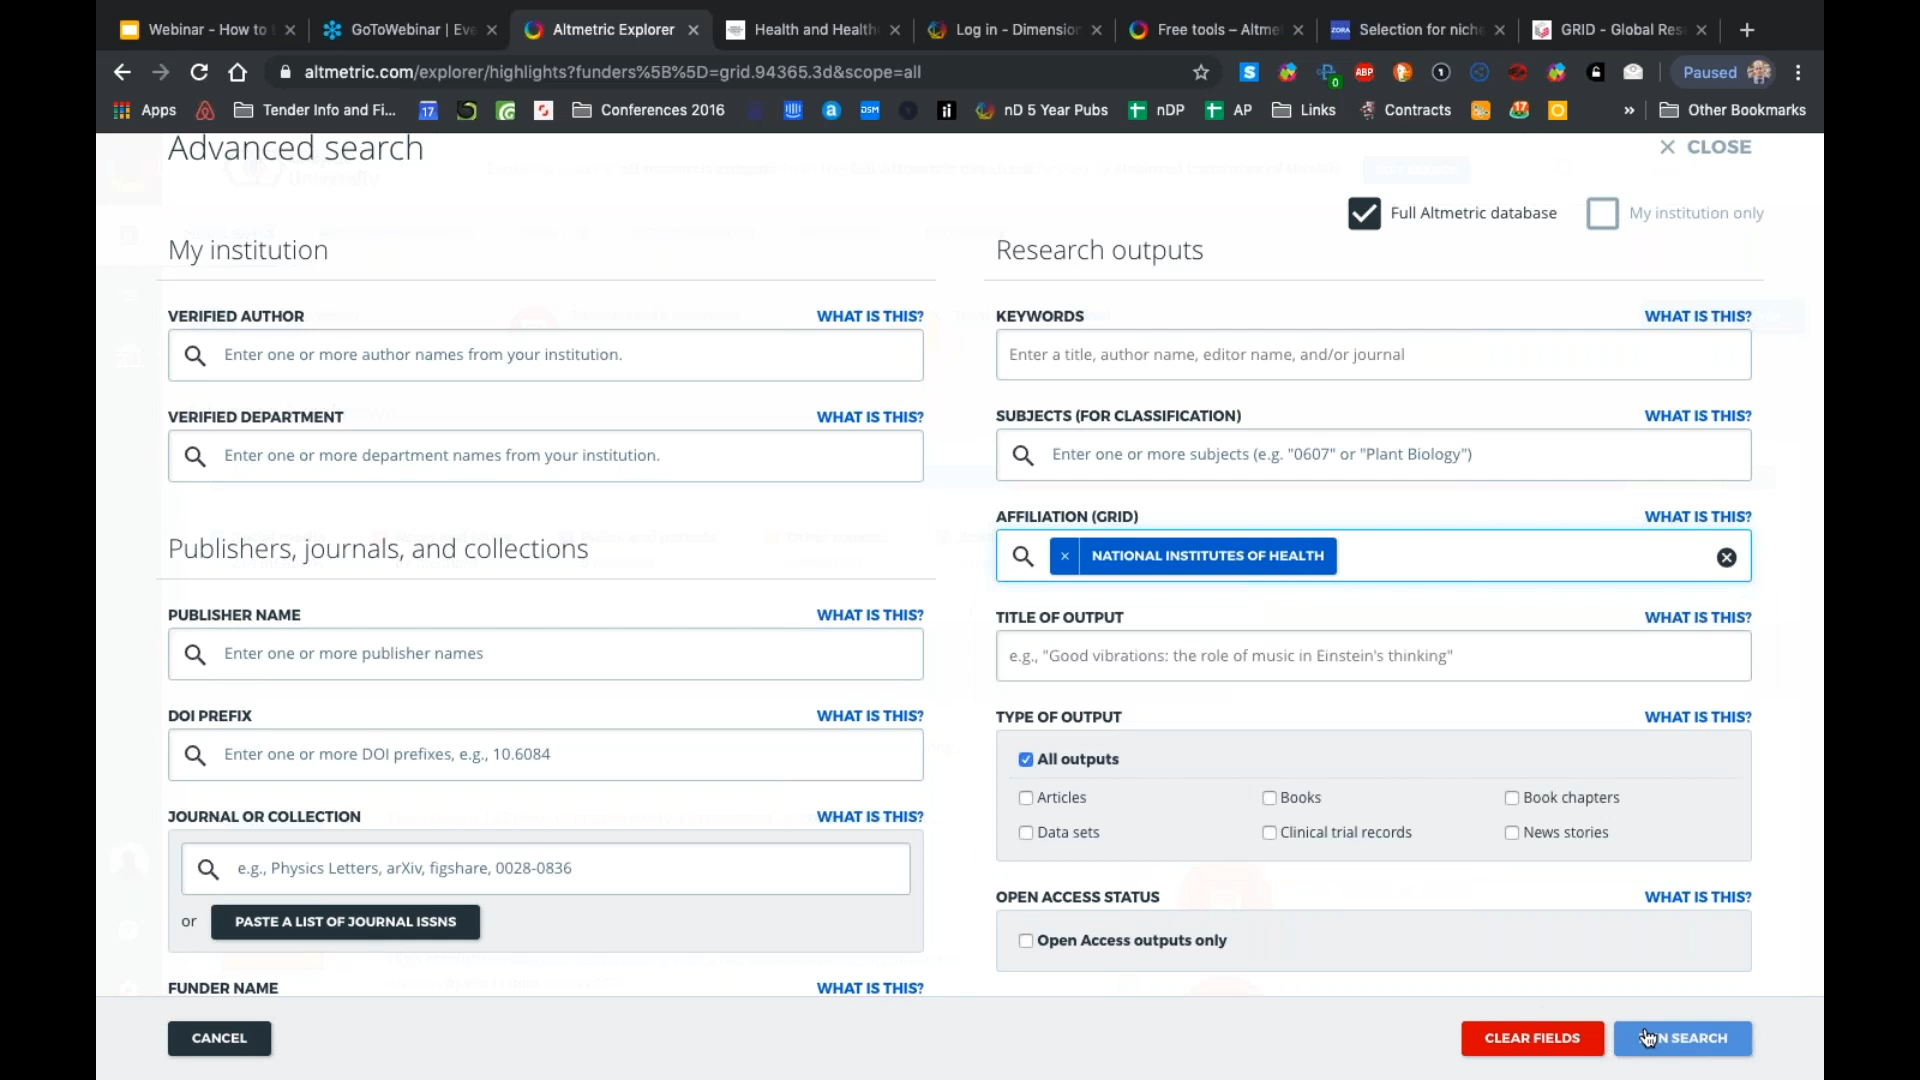 Webinar - How to
GoToWebinar | Eve
Altmetric Explorer
Health and Health
Log in - Dimension
Free tools – Altme
ZORA
Selection for niche
GRID - Global Res
altmetric.com/explorer/highlights?funders%5B%5D=grid.94365.3d&scope=all
S
0
ABP
Paused
Apps
Tender Info and Fi...
17
Conferences 2016
a
DSM
nD 5 Year Pubs
nDP
AP
Links
Contracts
17
»
Other Bookmarks
Advanced search
CLOSE
Full Altmetric database
My institution only
My institution
Research outputs
VERIFIED AUTHOR
WHAT IS THIS?
KEYWORDS
WHAT IS THIS?
Enter one or more author names from your institution.
Enter a title, author name, editor name, and/or journal
VERIFIED DEPARTMENT
WHAT IS THIS?
SUBJECTS (FOR CLASSIFICATION)
WHAT IS THIS?
Enter one or more department names from your institution.
Enter one or more subjects (e.g. "0607" or "Plant Biology")
AFFILIATION (GRID)
WHAT IS THIS?
× NATIONAL INSTITUTES OF HEALTH
Publishers, journals, and collections
PUBLISHER NAME
WHAT IS THIS?
TITLE OF OUTPUT
WHAT IS THIS?
Enter one or more publisher names
e.g., "Good vibrations: the role of music in Einstein's thinking"
DOI PREFIX
WHAT IS THIS?
TYPE OF OUTPUT
WHAT IS THIS?
Enter one or more DOI prefixes, e.g., 10.6084
All outputs
Articles
Books
Book chapters
Data sets
Clinical trial records
News stories
JOURNAL OR COLLECTION
WHAT IS THIS?
e.g., Physics Letters, arXiv, figshare, 0028-0836
or
PASTE A LIST OF JOURNAL ISSNS
OPEN ACCESS STATUS
WHAT IS THIS?
Open Access outputs only
FUNDER NAME
WHAT IS THIS?
CANCEL
CLEAR FIELDS
SEARCH